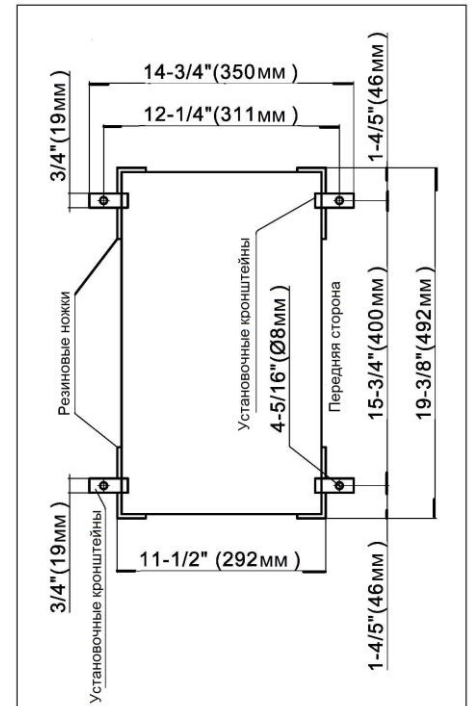 14-3/4"(350мм )
12-1/4"(311мм )
3/4"(19мм )
1-4/5"(46мм )
Резиновые ножки
Установочные кронштейны
4-5/16"(Ø8мм )
Передняя сторона
15-3/4"(400мм )
19-3/8"(492мм )
3/4"(19мм )
Установочные кронштейны
11-1/2" (292мм )
1-4/5"(46мм )